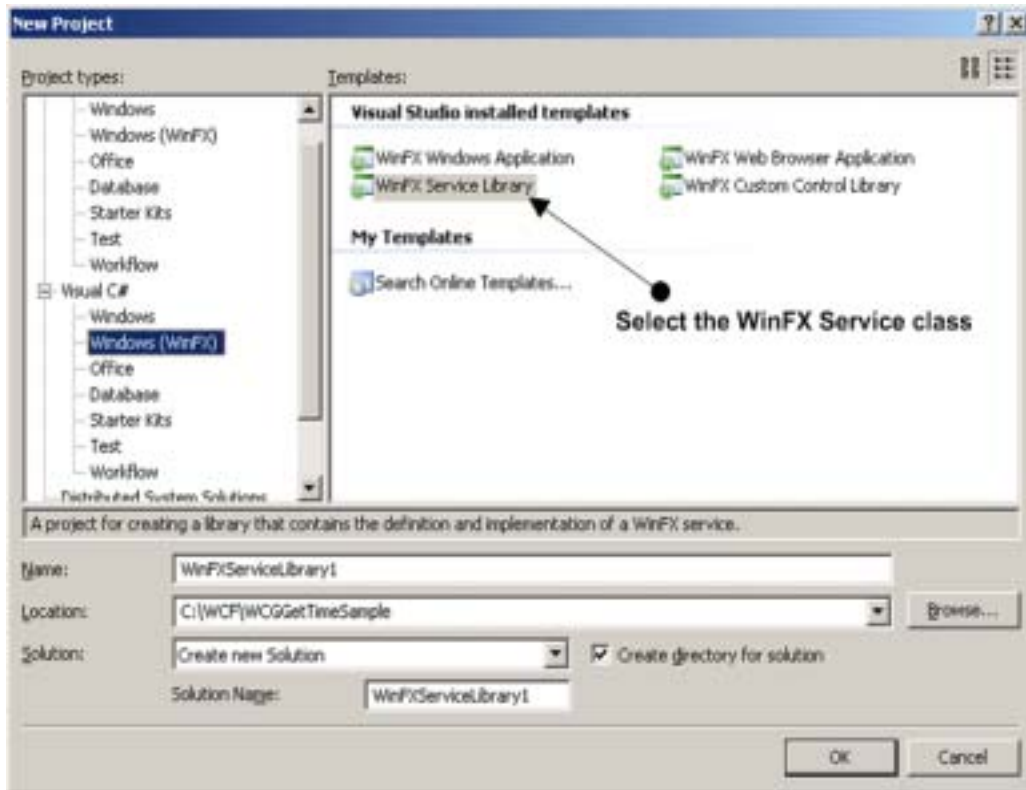 New Project
Project types:
Templates:
Windows
Windows (WinFX)
Office
Database
Starter Kits
Test
Workflow
Visual C#
Windows
Windows (WinFX)
Office
Database
Starter Kits
Test
Workflow
Distributed System Solutions
Visual Studio installed templates
WinFX Windows Application
WinFX Web Browser Application
WinFX Service Library
WinFX Custom Control Library
My Templates
Search Online Templates...
Select the WinFX Service class
A project for creating a library that contains the definition and implementation of a WinFX service.
Name:
WinFXServiceLibrary1
Location:
C:\WCF\WCGGetTimeSample
Browse...
Solution:
Create new Solution
Create directory for solution
Solution Name:
WinFXServiceLibrary1
OK
Cancel